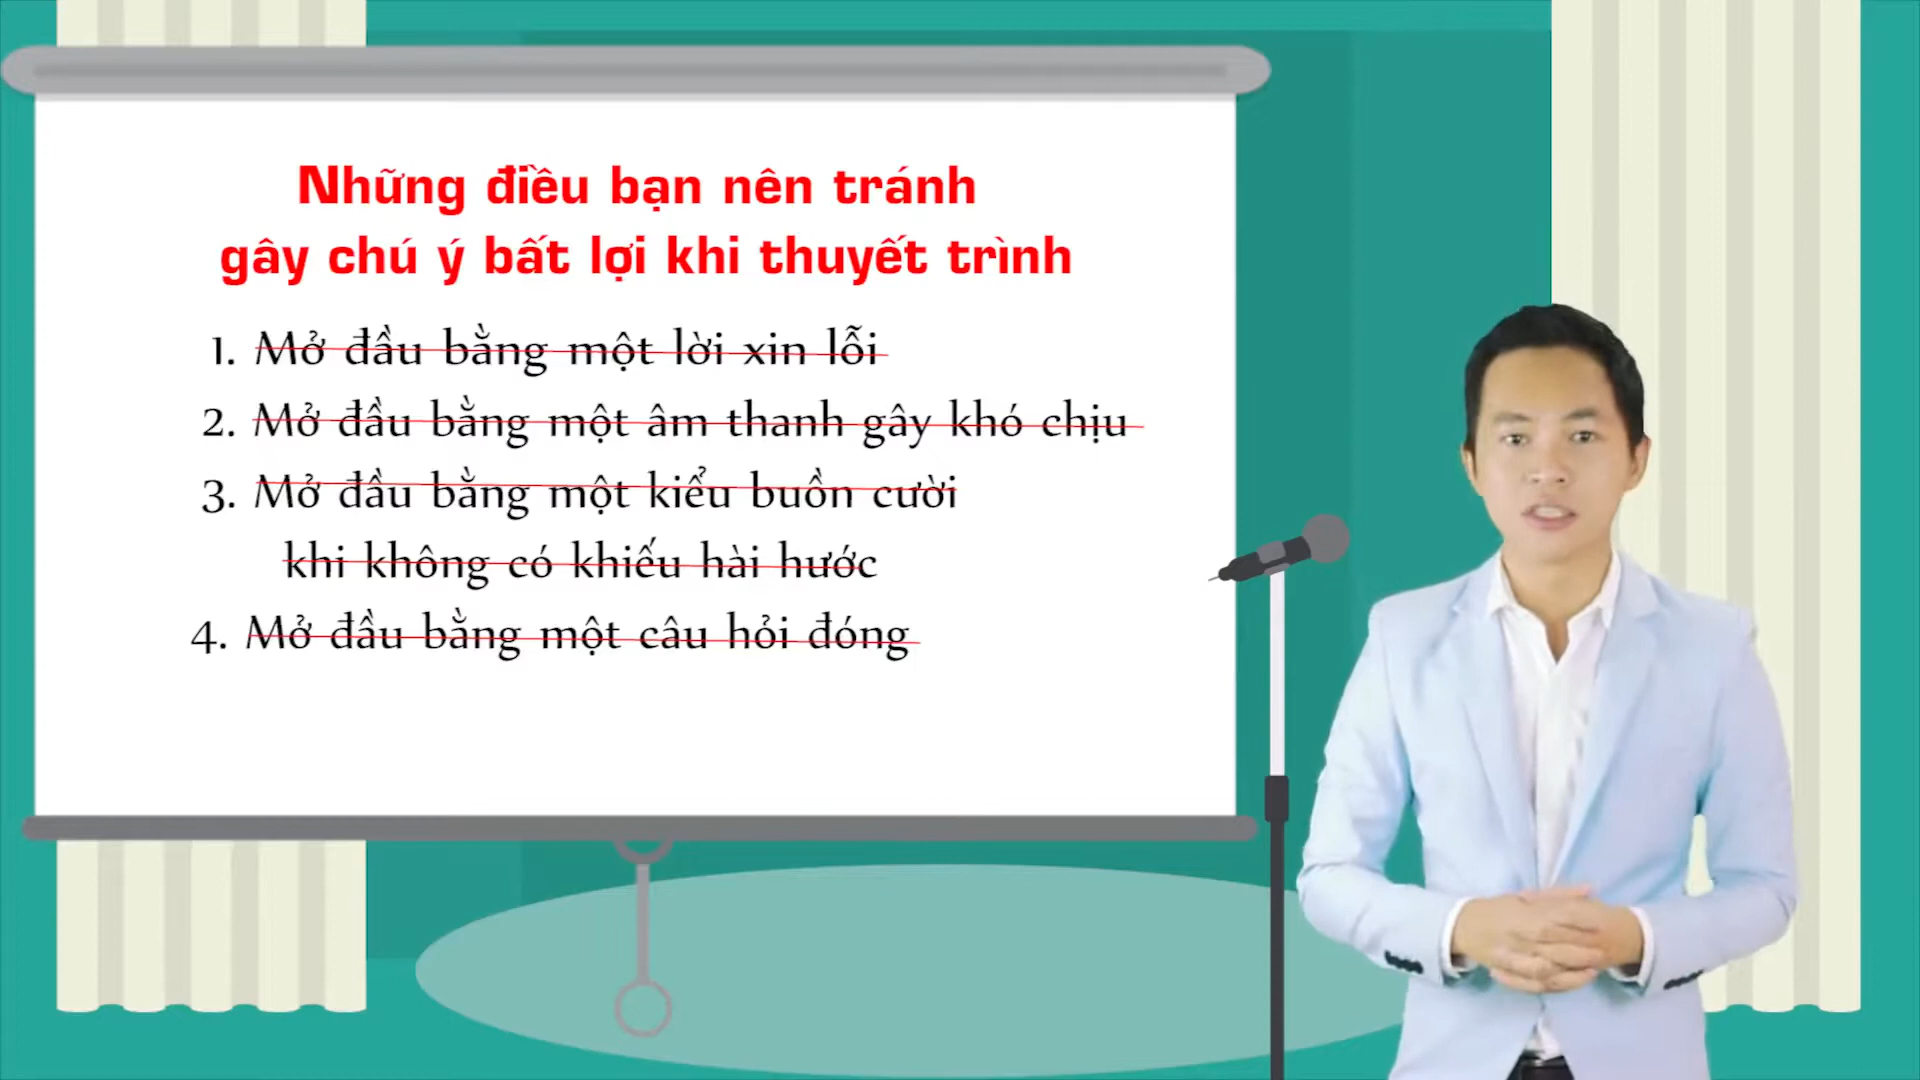 Những điều bạn nên tránh
gây chú ý bất lợi khi thuyết trình
1. Mở đầu bằng một lời xin lỗi
2. Mở đầu bằng một âm thanh gây khó chịu
3. Mở đầu bằng một kiểu buồn cười
khi không có khiếu hài hước
4. Mở đầu bằng một câu hỏi đóng